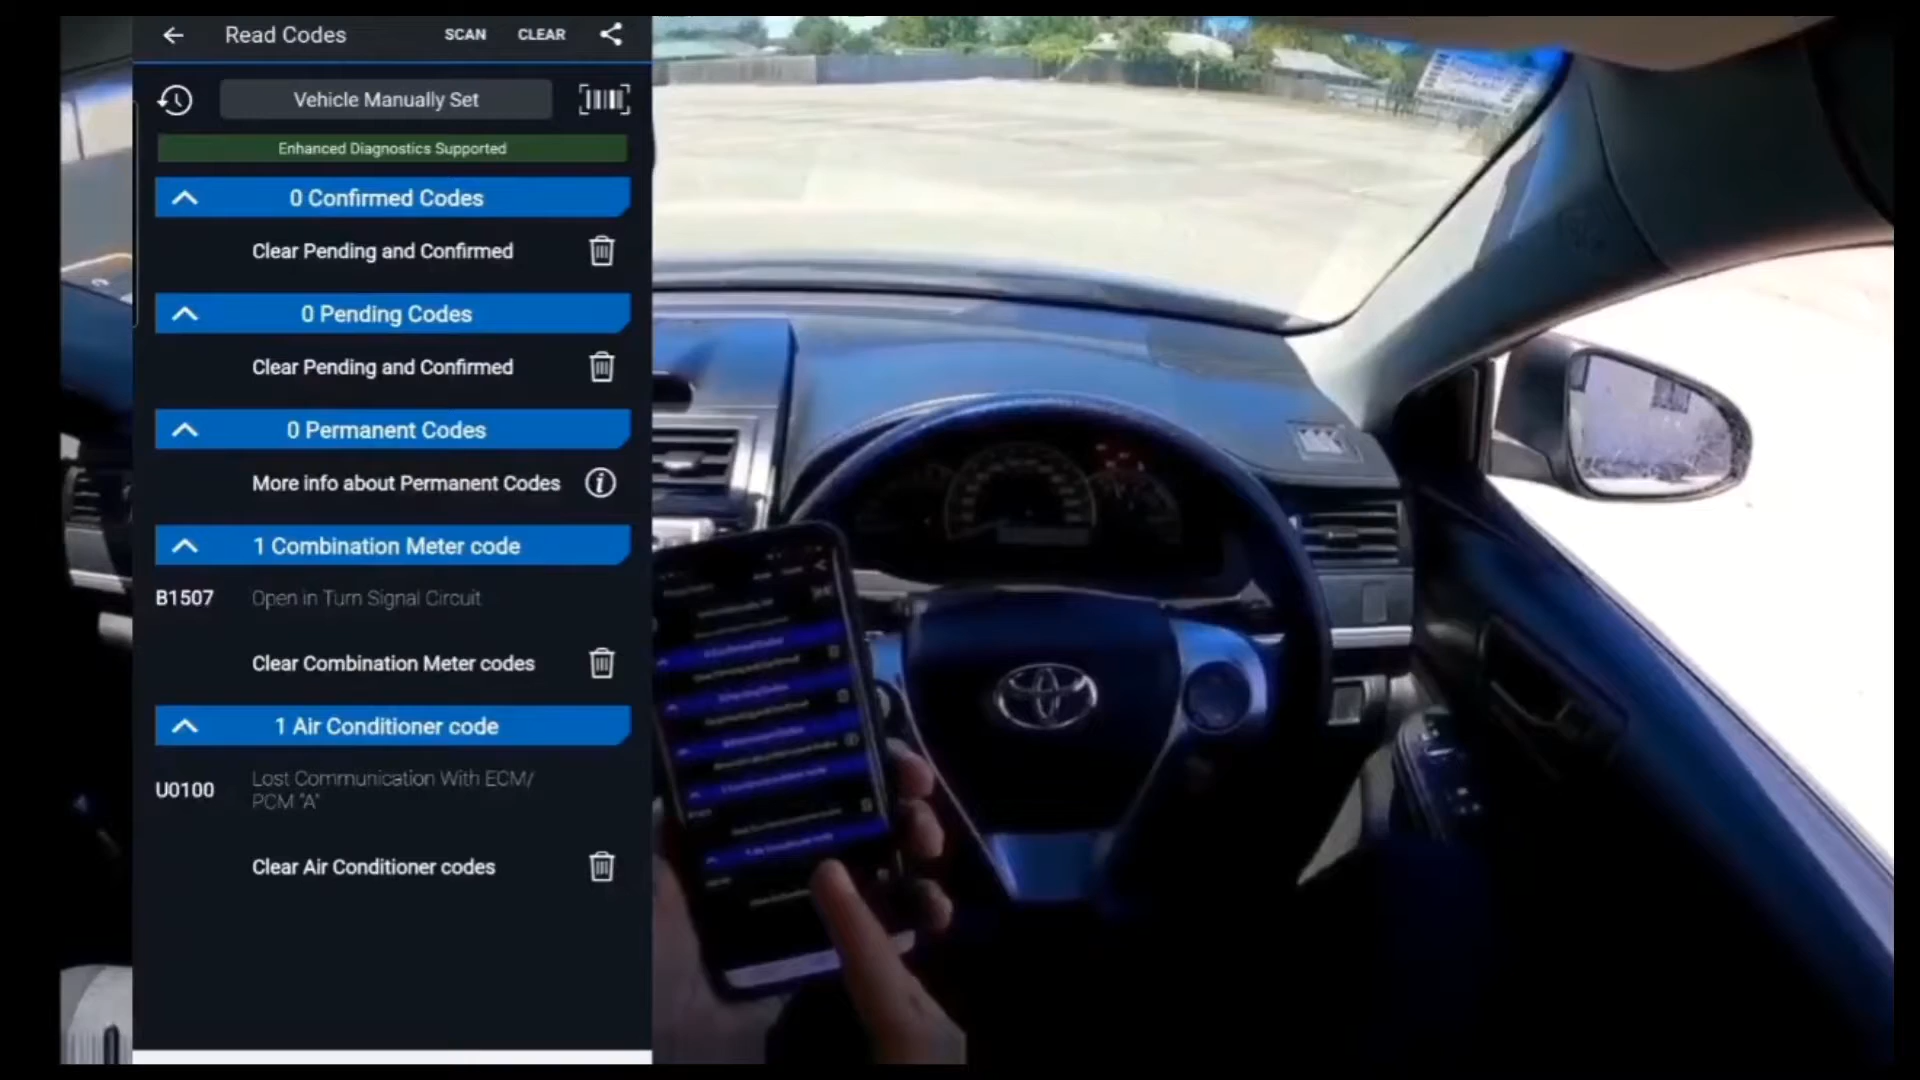 Read Codes
SCAN
CLEAR
Vehicle Manually Set
Enhanced Diagnostics Supported
0 Confirmed Codes
Clear Pending and Confirmed
0 Pending Codes
Clear Pending and Confirmed
0 Permanent Codes
More info about Permanent Codes
1 Combination Meter code
B1507
Open in Turn Signal Circuit
Clear Combination Meter codes
1 Air Conditioner code
U0100
Lost Communication With ECM/
PCM "A"
Clear Air Conditioner codes